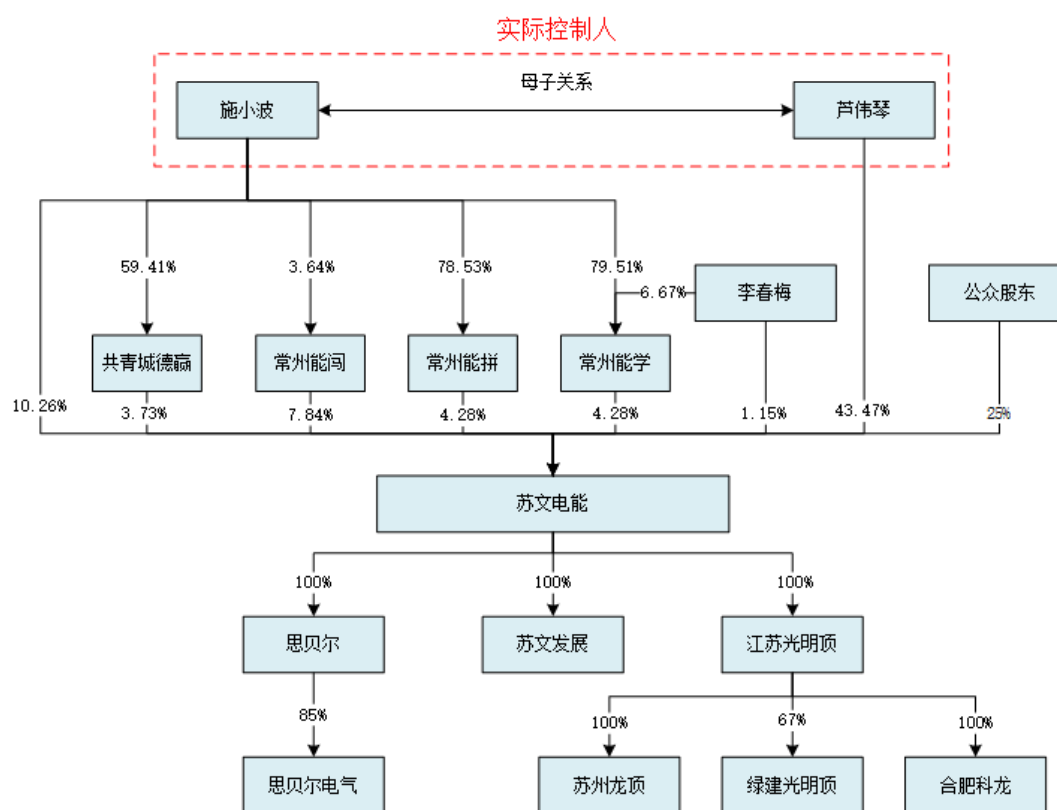 实际控制人
母子关系
施小波
芦伟琴
59.41%
3.64%
78.53%
79.51%
6.67%
李春梅
公众股东
共青城德赢
常州能闯
常州能拼
常州能学
10.26%
3.73%
7.84%
4.28%
4.28%
1.15%
43.47%
25%
苏文电能
100%
100%
100%
思贝尔
苏文发展
江苏光明顶
85%
100%
67%
100%
思贝尔电气
苏州龙顶
绿建光明顶
合肥科龙